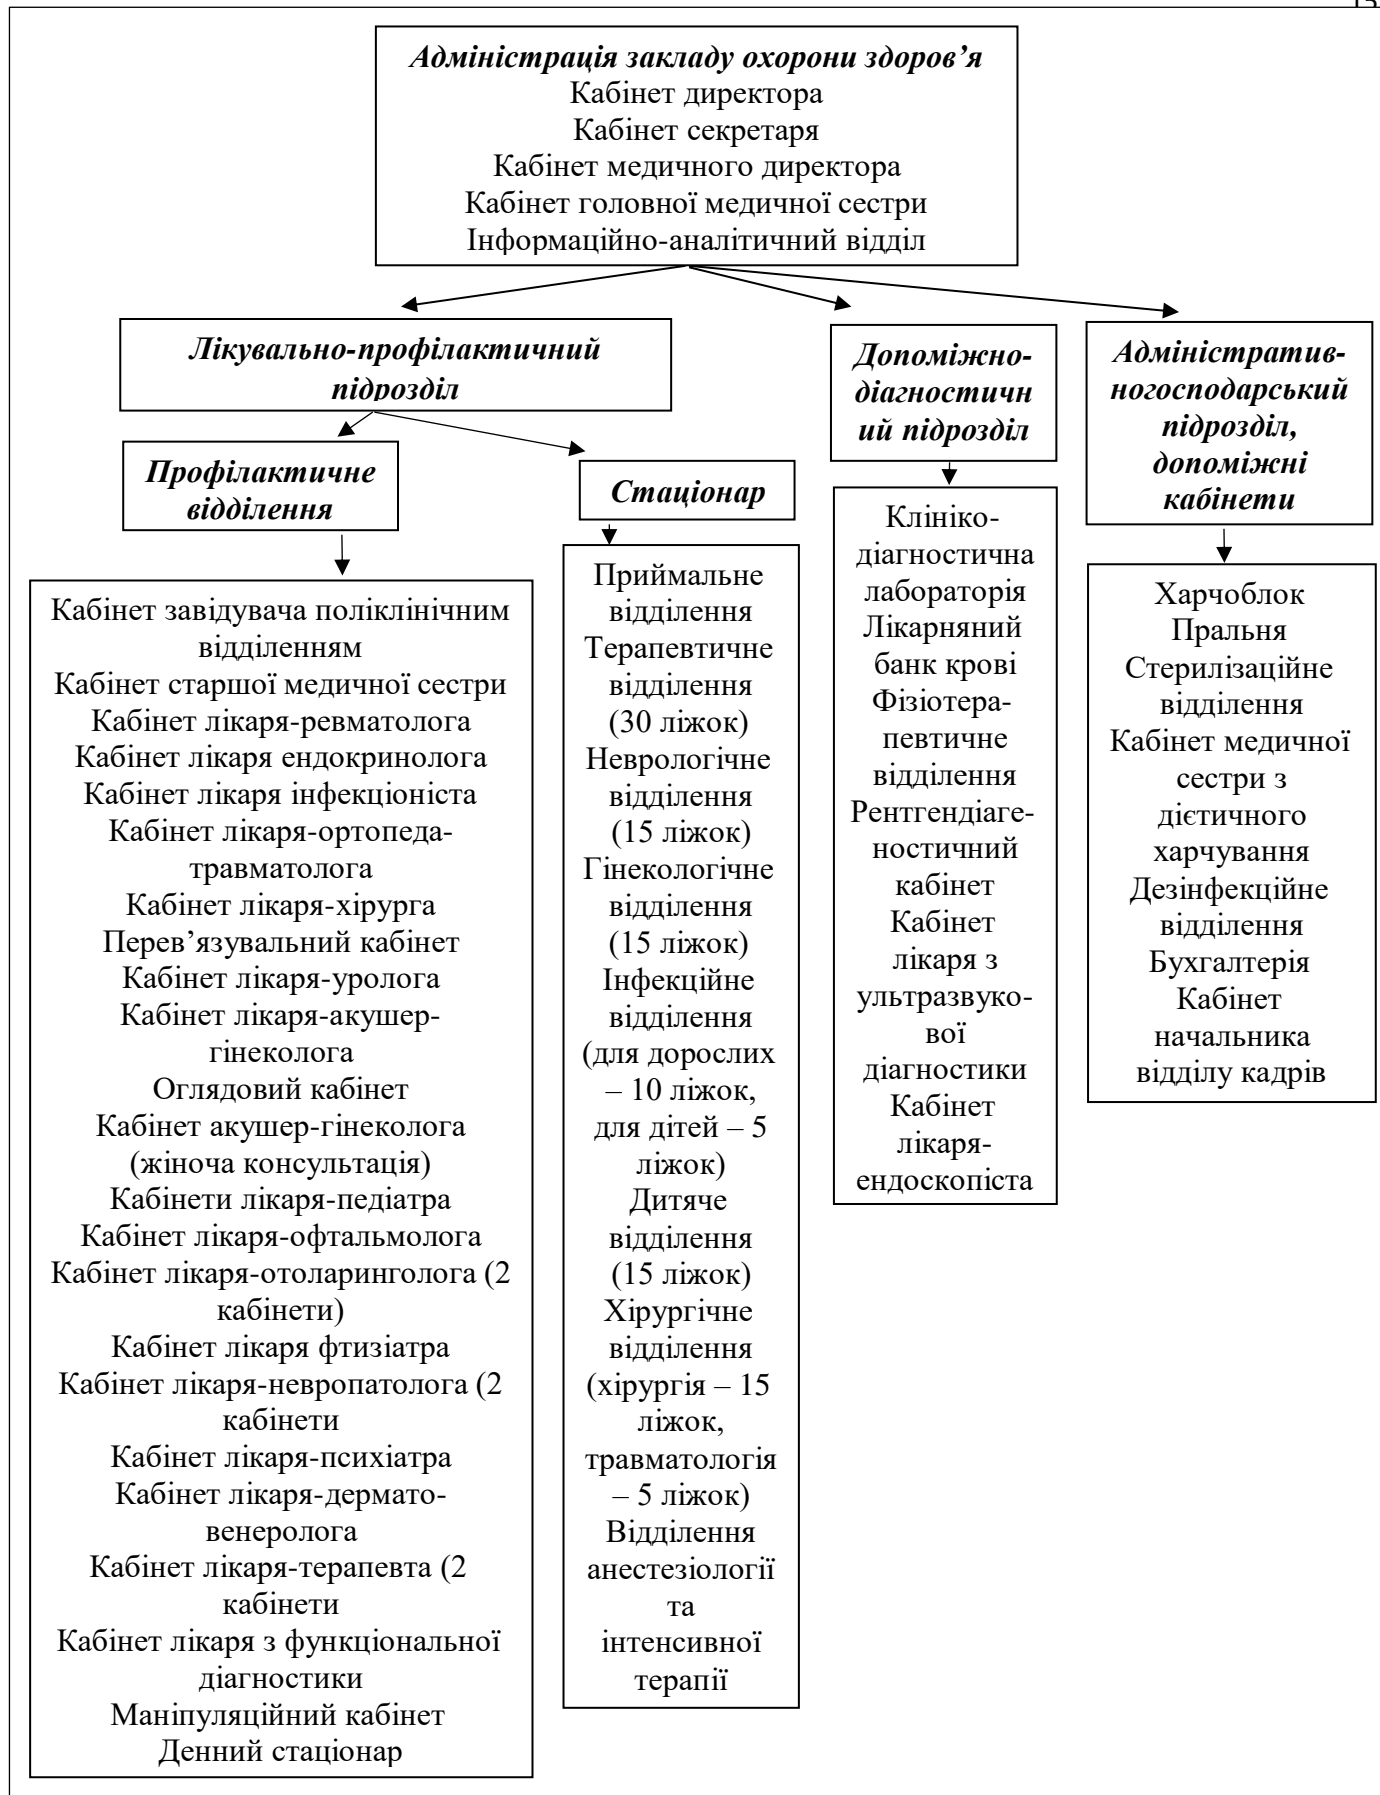 Адміністрація закладу охорони здоров’я
Кабінет директора
Кабінет секретаря
Кабінет медичного директора
Кабінет головної медичної сестри
Інформаційно-аналітичний відділ
Лікувально-профілактичний
підрозділ
Профілактичне
відділення
Кабінет завідувача поліклінічним
відділенням
Кабінет старшої медичної сестри
Кабінет лікаря-ревматолога
Кабінет лікаря ендокринолога
Кабінет лікаря інфекціоніста
Кабінет лікаря-ортопеда-
травматолога
Кабінет лікаря-хірурга
Перев’язувальний кабінет
Кабінет лікаря-уролога
Кабінет лікаря-акушер-
гінеколога
Оглядовий кабінет
Кабінет акушер-гінеколога
(жіноча консультація)
Кабінети лікаря-педіатра
Кабінет лікаря-офтальмолога
Кабінет лікаря-отоларинголога (2
кабінети)
Кабінет лікаря фтизіатра
Кабінет лікаря-невропатолога (2
кабінети
Кабінет лікаря-психіатра
Кабінет лікаря-дермато-
венеролога
Кабінет лікаря-терапевта (2
кабінети
Кабінет лікаря з функціональної
діагностики
Маніпуляційний кабінет
Денний стаціонар
Стаціонар
Приймальне
відділення
Терапевтичне
відділення
(30 ліжок)
Неврологічне
відділення
(15 ліжок)
Гінекологічне
відділення
(15 ліжок)
Інфекційне
відділення
(для дорослих
– 10 ліжок,
для дітей – 5
ліжок)
Дитяче
відділення
(15 ліжок)
Хірургічне
відділення
(хірургія – 15
ліжок,
травматологія
– 5 ліжок)
Відділення
анестезіології
та
інтенсивної
терапії
Допоміжно-
діагностичн
ий підрозділ
Клініко-
діагностична
лабораторія
Лікарняний
банк крові
Фізіотера-
певтичне
відділення
Рентгендіаге-
ностичний
кабінет
Кабінет
лікаря з
ультразвуко-
вої
діагностики
Кабінет
лікаря-
ендоскопіста
Адміністратив-
ногосподарський
підрозділ,
допоміжні
кабінети
Харчоблок
Пральня
Стерилізаційне
відділення
Кабінет медичної
сестри з
дієтичного
харчування
Дезінфекційне
відділення
Бухгалтерія
Кабінет
начальника
відділу кадрів